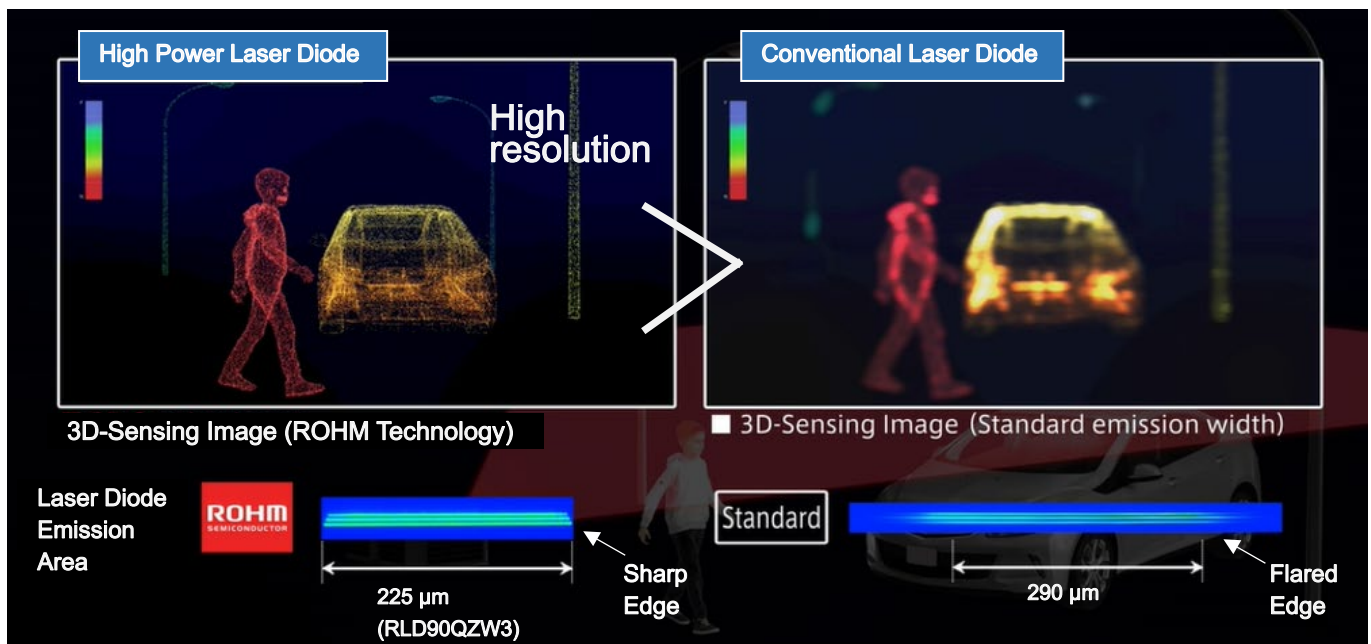 High Power Laser Diode
Conventional Laser Diode
High
resolution
3D-Sensing Image (ROHM Technology)
■ 3D-Sensing Image (Standard emission width)
Laser Diode
Emission
Area
ROHM
SEMICONDUCTOR
Standard
225 µm
(RLD90QZW3)
Sharp
Edge
290 µm
Flared
Edge